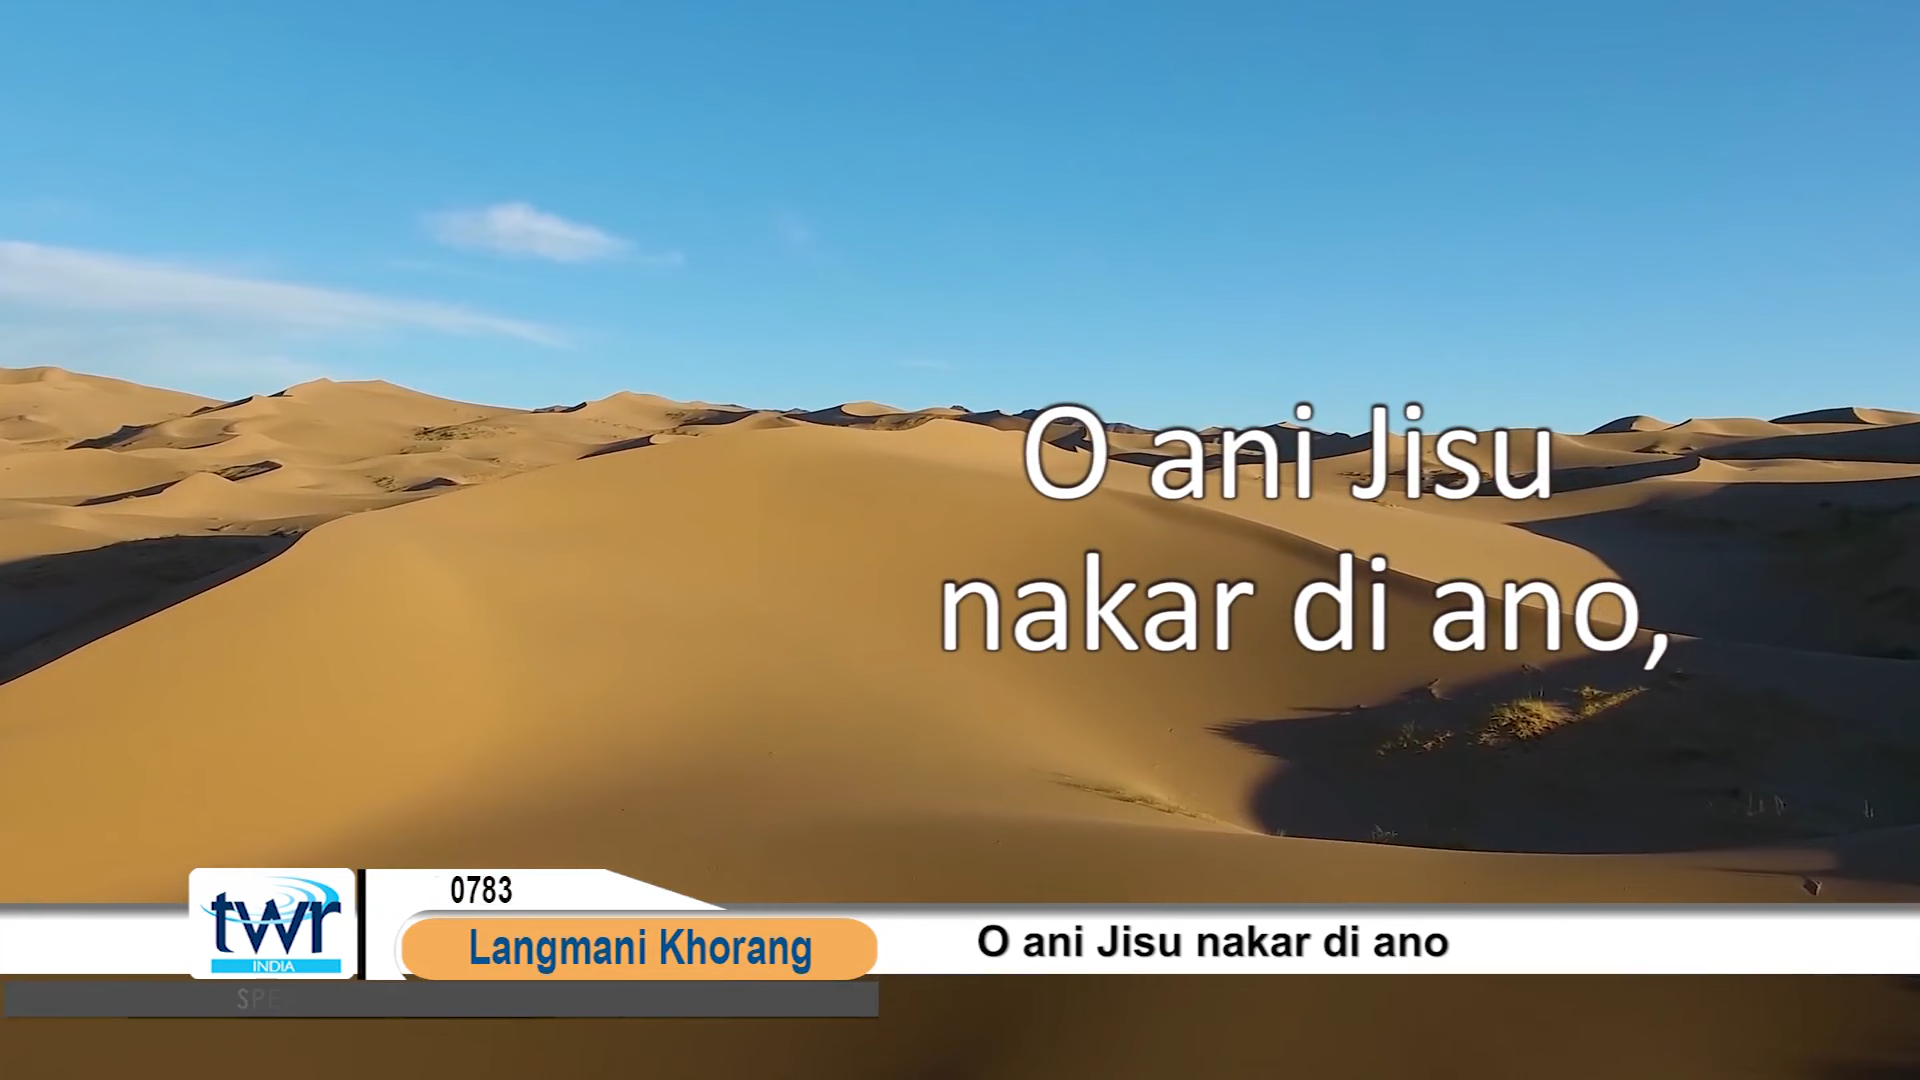 O ani Jisu
nakar di ano,
0783
twr
INDIA
Langmani Khorang
O ani Jisu nakar di ano